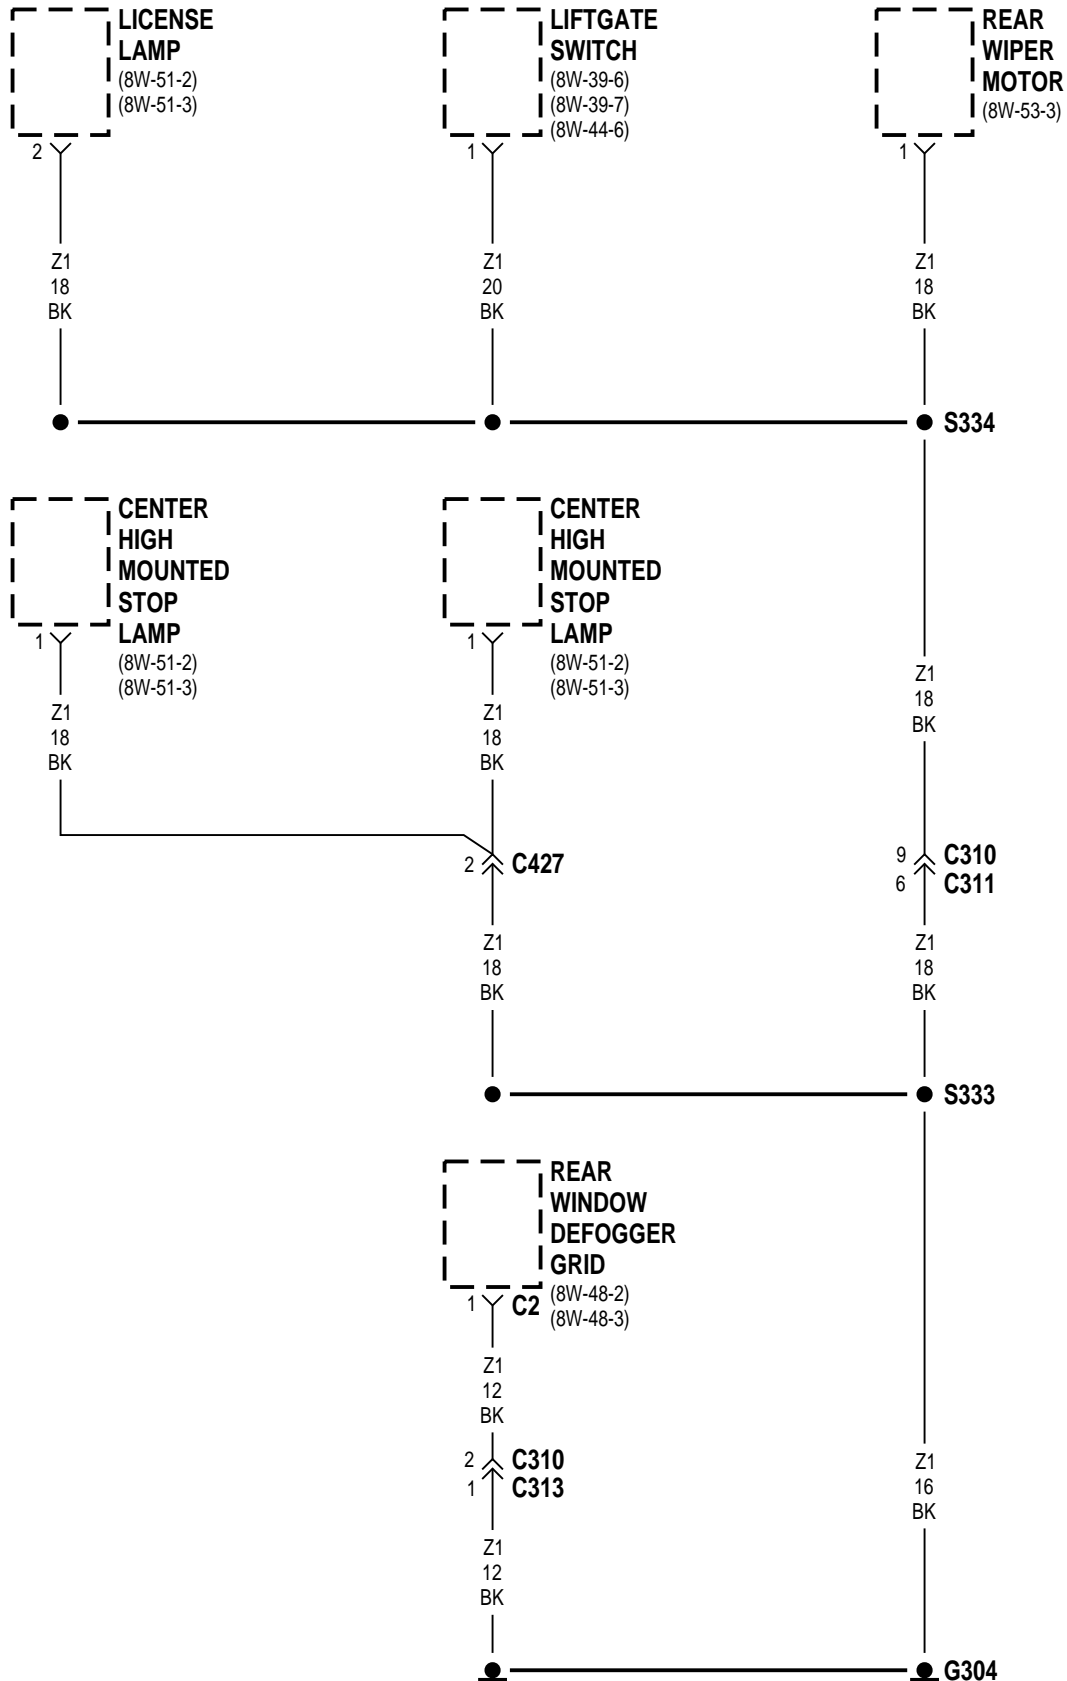 LICENSE
LAMP
(8W-51-2)
(8W-51-3)
2
LIFTGATE
SWITCH
(8W-39-6)
(8W-39-7)
(8W-44-6)
1
REAR
WIPER
MOTOR
(8W-53-3)
1
Z1
18
BK
Z1
20
BK
Z1
18
BK
S334
CENTER
HIGH
MOUNTED
STOP
LAMP
(8W-51-2)
(8W-51-3)
1
CENTER
HIGH
MOUNTED
STOP
LAMP
(8W-51-2)
(8W-51-3)
1
Z1
18
BK
Z1
18
BK
Z1
18
BK
2 C427
9 C310
6 C311
Z1
18
BK
Z1
18
BK
S333
REAR
WINDOW
DEFOGGER
GRID
(8W-48-2)
(8W-48-3)
1 C2
Z1
12
BK
2 C310
1 C313
Z1
12
BK
Z1
16
BK
G304